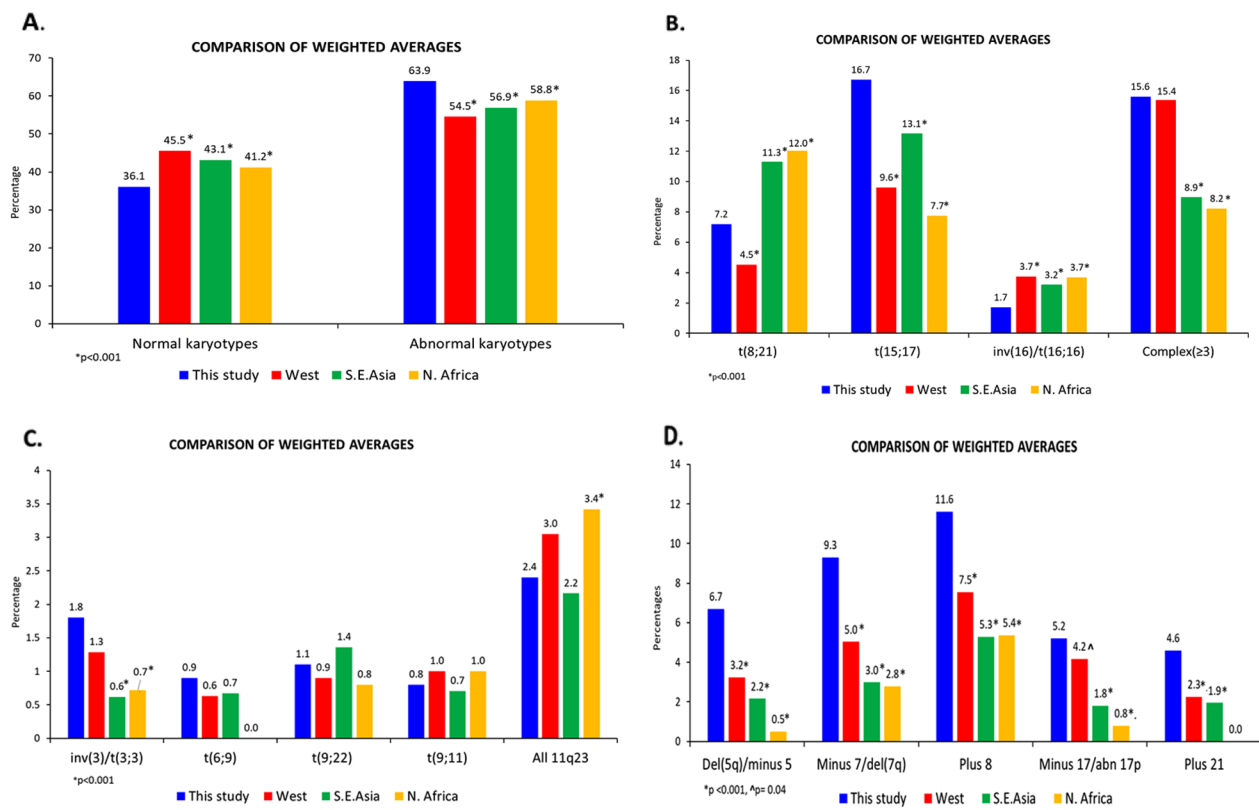 A.
COMPARISON OF WEIGHTED AVERAGES
Percentage
70
60
50
40
30
20
10
0
36.1
45.5*
43.1*
41.2*
63.9
54.5*
56.9*
58.8*
Normal karyotypes
Abnormal karyotypes
*p<0.001
This study West S.E.Asia N. Africa
B.
COMPARISON OF WEIGHTED AVERAGES
Percentage
18
16
14
12
10
8
6
4
2
0
7.2
4.5*
11.3*
12.0*
16.7
9.6*
13.1*
7.7*
1.7
3.7*
3.2*
3.7*
15.6
15.4
8.9*
8.2*
t(8;21)
t(15;17)
inv(16)/t(16;16)
Complex(≥3)
*p<0.001
This study West S.E.Asia N. Africa
C.
COMPARISON OF WEIGHTED AVERAGES
Percentage
4
3.5
3
2.5
2
1.5
1
0.5
0
1.8
1.3
0.6*
0.7*
0.9
0.6
0.7
0.0
1.1
0.9
1.4
0.8
0.8
1.0
0.7
1.0
2.4
3.0
2.2
3.4*
inv(3)/t(3;3)
t(6;9)
t(9;22)
t(9;11)
All 11q23
*p<0.001
This study West S.E.Asia N. Africa
D.
COMPARISON OF WEIGHTED AVERAGES
Percentages
14
12
10
8
6
4
2
0
6.7
3.2*
2.2*
0.5*
9.3
5.0*
3.0*
2.8*
11.6
7.5*
5.3*
5.4*
5.2
4.2^
1.8*
0.8*.
4.6
2.3*
1.9*
0.0
Del(5q)/minus 5
Minus 7/del(7q)
Plus 8
Minus 17/abn 17p
Plus 21
*p <0.001, ^p= 0.04
This study West S.E.Asia N. Africa